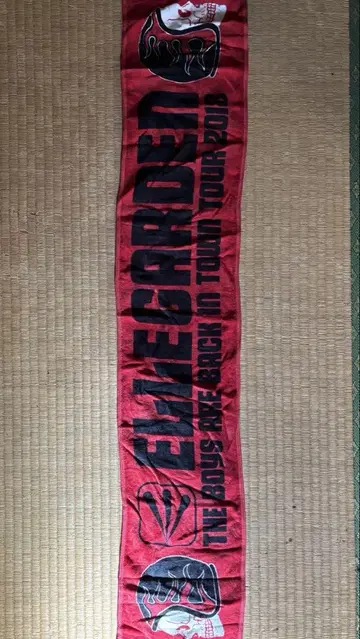 ELLEGARDEN
THE BOYS ARE BACK IN TOWN TOUR 2018